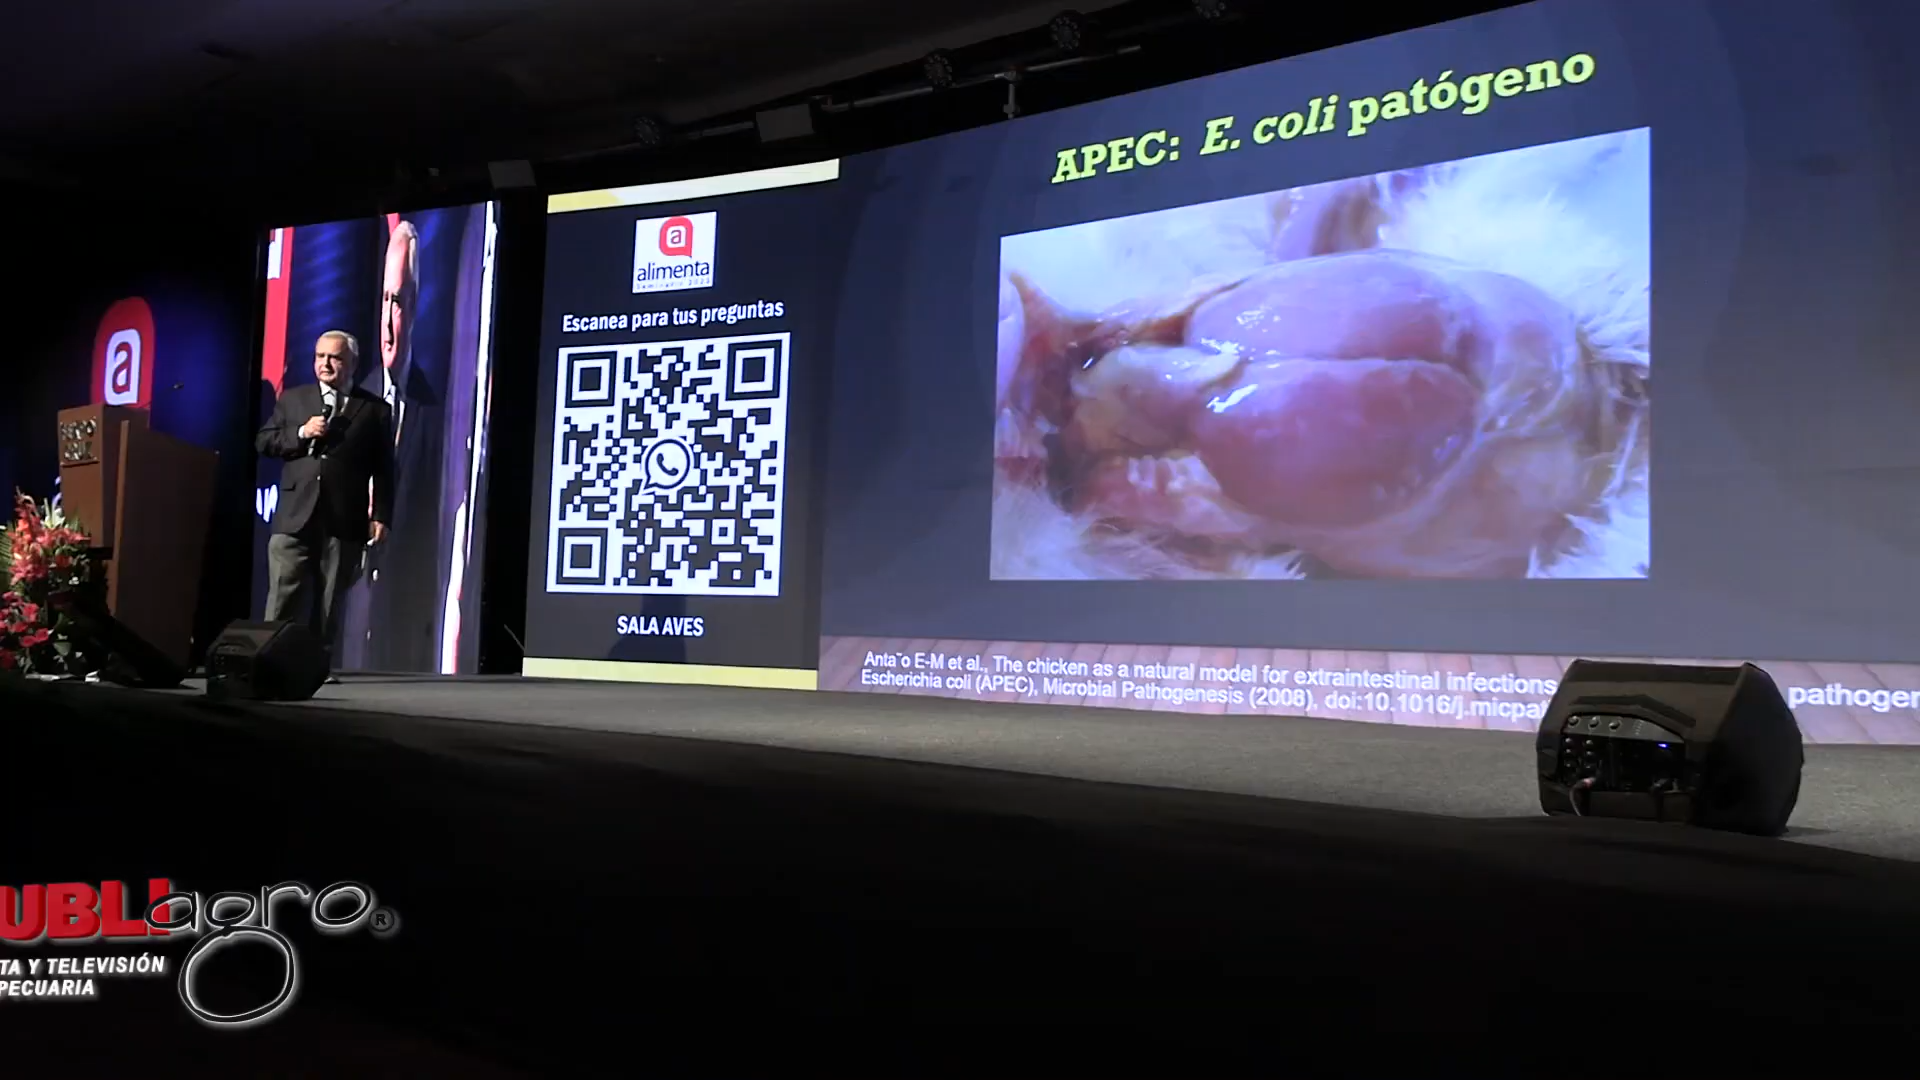 APEC: E. coli patógeno
a
alimenta
Escanea para tus preguntas
SALA AVES
a
Anta˜o E-M et al., The chicken as a natural model for extraintestinal infections
pathogen
Escherichia coli (APEC), Microbial Pathogenesis (2008), doi:10.1016/j.micpat
UBLIagro®
TA Y TELEVISIÓN
PECUARIA